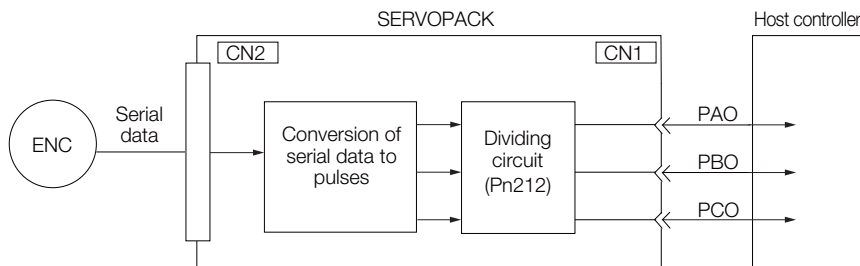 SERVOPACK
Host controller
CN2
CN1
Serial
data
ENC
Conversion of
serial data to
pulses
Dividing
circuit
(Pn212)
PAO
PBO
PCO